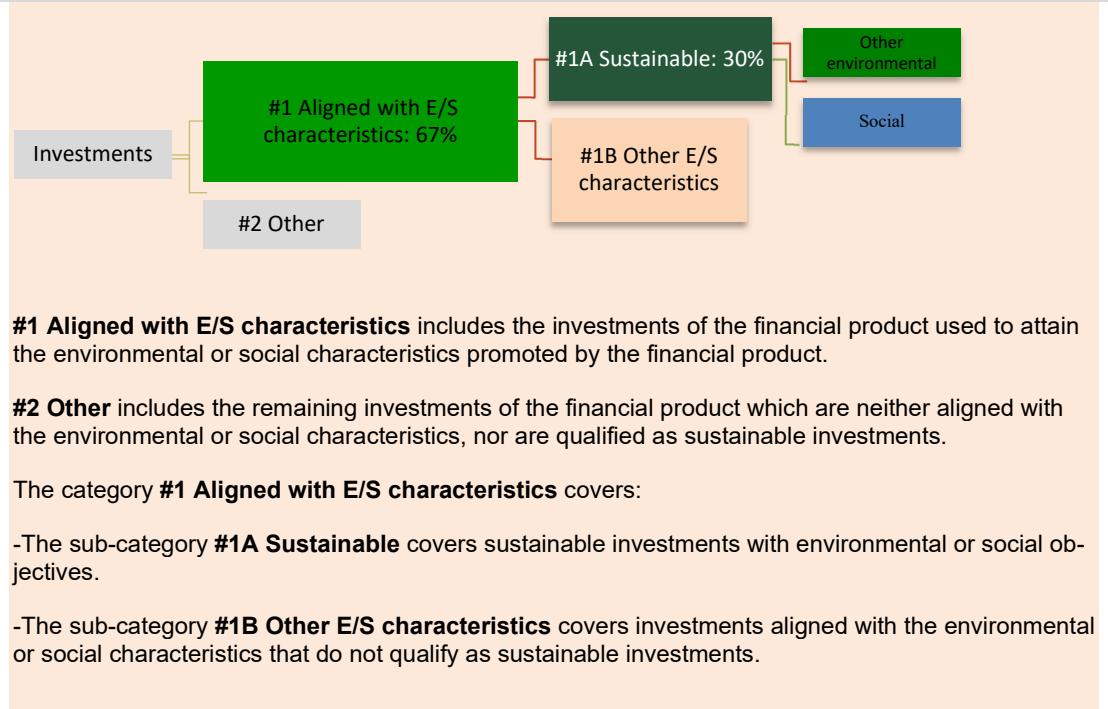 Investments
#1 Aligned with E/S
characteristics: 67%
#2 Other
#1A Sustainable: 30%
#1B Other E/S
characteristics
Other
environmental
Social
#1 Aligned with E/S characteristics includes the investments of the financial product used to attain
the environmental or social characteristics promoted by the financial product.
#2 Other includes the remaining investments of the financial product which are neither aligned with
the environmental or social characteristics, nor are qualified as sustainable investments.
The category #1 Aligned with E/S characteristics covers:
-The sub-category #1A Sustainable covers sustainable investments with environmental or social ob-
jectives.
-The sub-category #1B Other E/S characteristics covers investments aligned with the environmental
or social characteristics that do not qualify as sustainable investments.